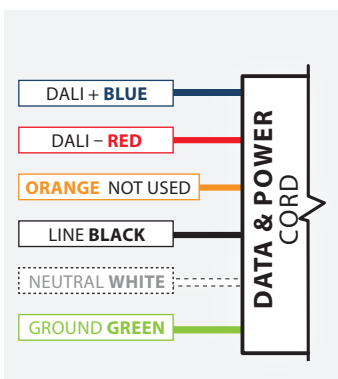 DALI + BLUE
DALI – RED
ORANGE NOT USED
LINE BLACK
NEUTRAL WHITE
GROUND GREEN
DATA & POWER
CORD